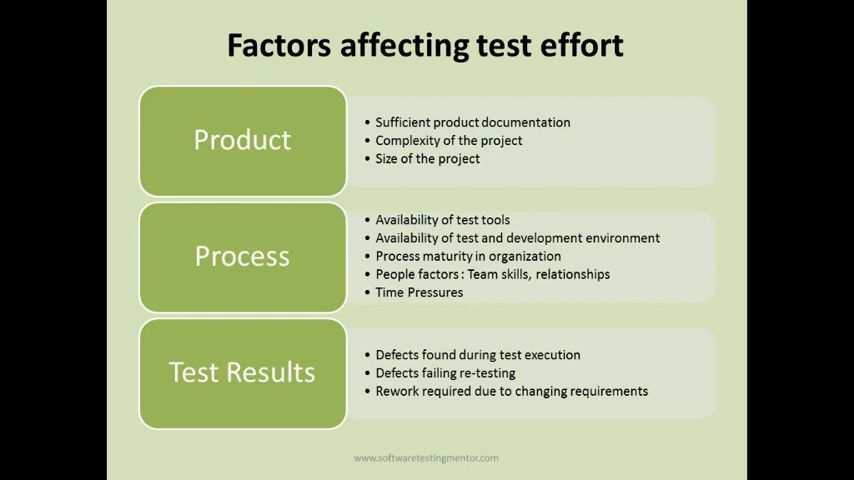 Factors affecting test effort
Product
• Sufficient product documentation
• Complexity of the project
• Size of the project
Process
• Availability of test tools
• Availability of test and development environment
• Process maturity in organization
• People factors : Team skills, relationships
• Time Pressures
Test Results
• Defects found during test execution
• Defects failing re-testing
• Rework required due to changing requirements
www.softwaretestingmentor.com